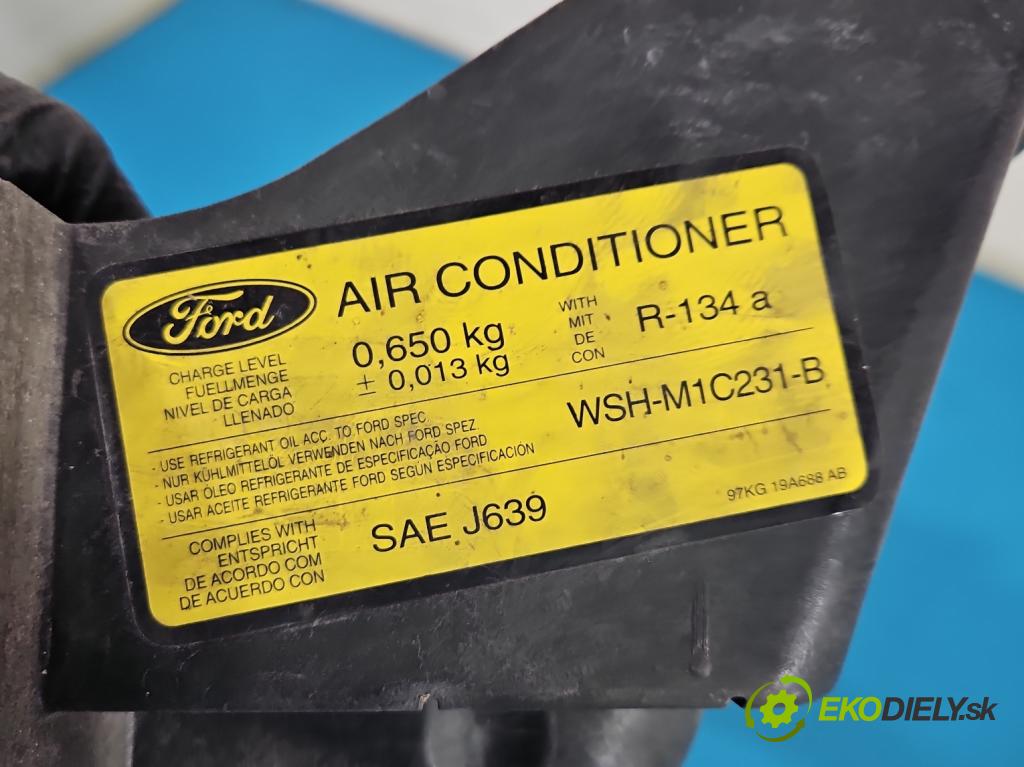 Ford
AIR CONDITIONER
CHARGE LEVEL
FUELLMENGE
NIVEL DE CARGA
LLENADO
0,650 kg
± 0,013 kg
WITH
MIT
DE
CON
R-134 a
- USE REFRIGERANT OIL ACC. TO FORD SPEC.
- NUR KÜHLMITTELÖL VERWENDEN NACH FORD SPEZ.
- USAR ÓLEO REFRIGERANTE DE ESPECIFICAÇÃO FORD
- USAR ACEITE REFRIGERANTE FORD SEGÚN ESPECIFICACIÓN
WSH-M1C231-B
97KG 19A688 AB
COMPLIES WITH
ENTSPRICHT
DE ACORDO COM
DE ACUERDO CON
SAE J639
EKODIELY.sk